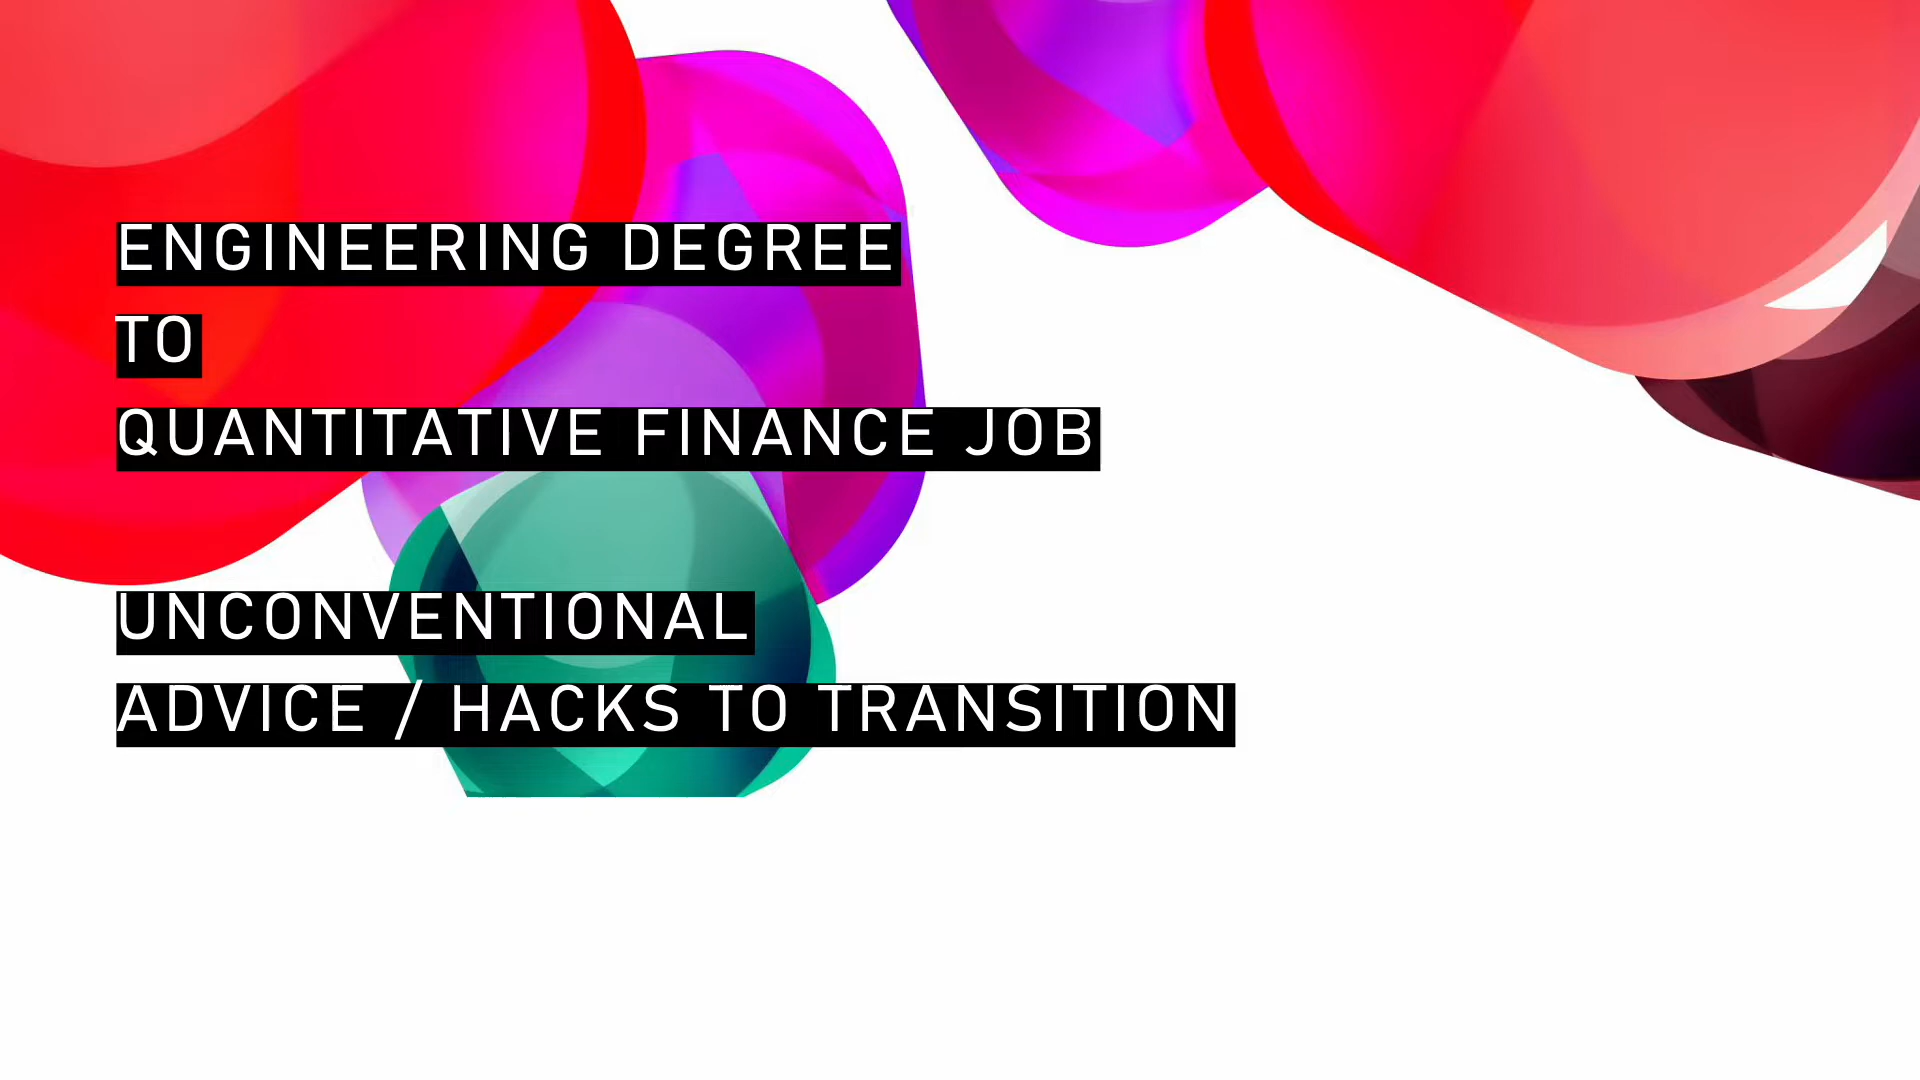 ENGINEERING DEGREE
TO
QUANTITATIVE FINANCE JOB
UNCONVENTIONAL
ADVICE / HACKS TO TRANSITION